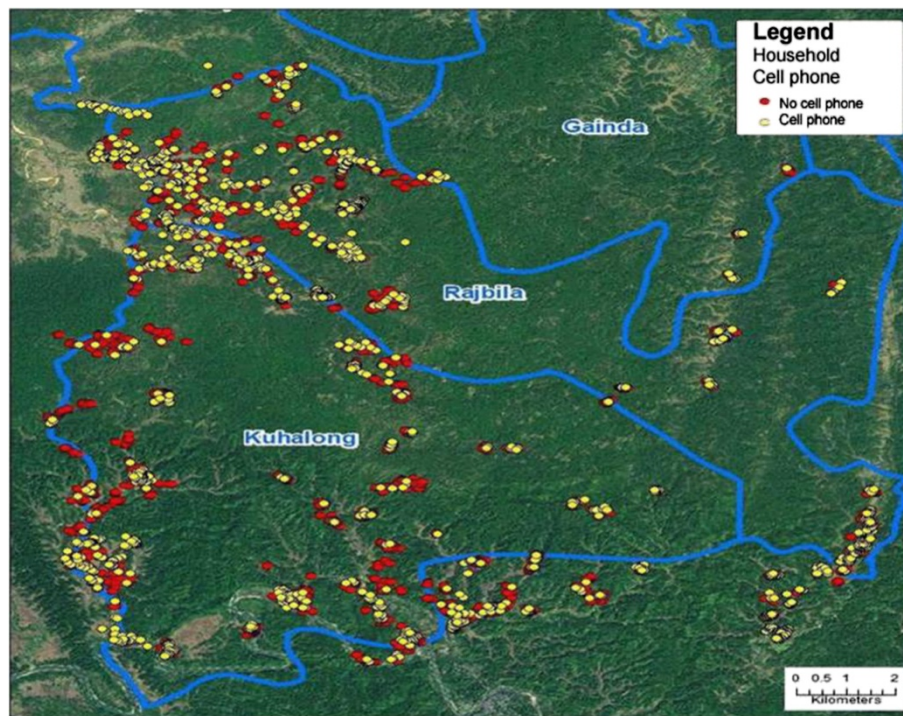 Legend
Household
Cell phone
No cell phone
Cell phone
Gainda
Rajbila
Kuhalong
0 0.5 1 2
Kilometers